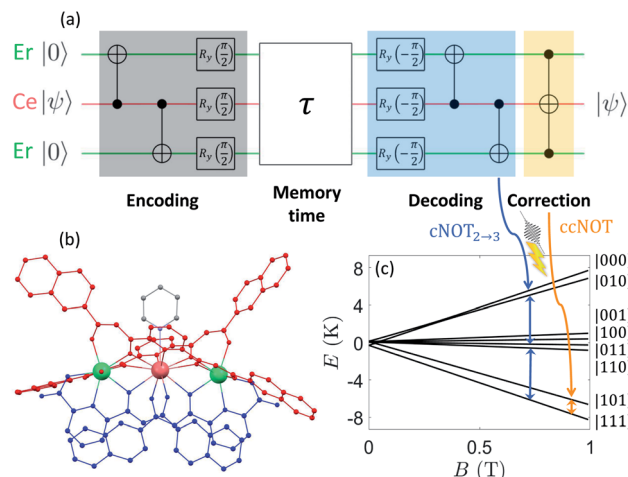 (a)
Er |0⟩ R_y(π/2) R_y(-π/2)
Ce |ψ⟩ R_y(π/2) τ R_y(-π/2) |ψ⟩
Er |0⟩ R_y(π/2) R_y(-π/2)
Encoding Memory time Decoding Correction
cNOT₂→₃ ccNOT
(b)
(c)
E (K)
8
4
0
-4
-8
0 0.5 1
B (T)
|000
|010
|001
|100
|011
|110
|101
|111